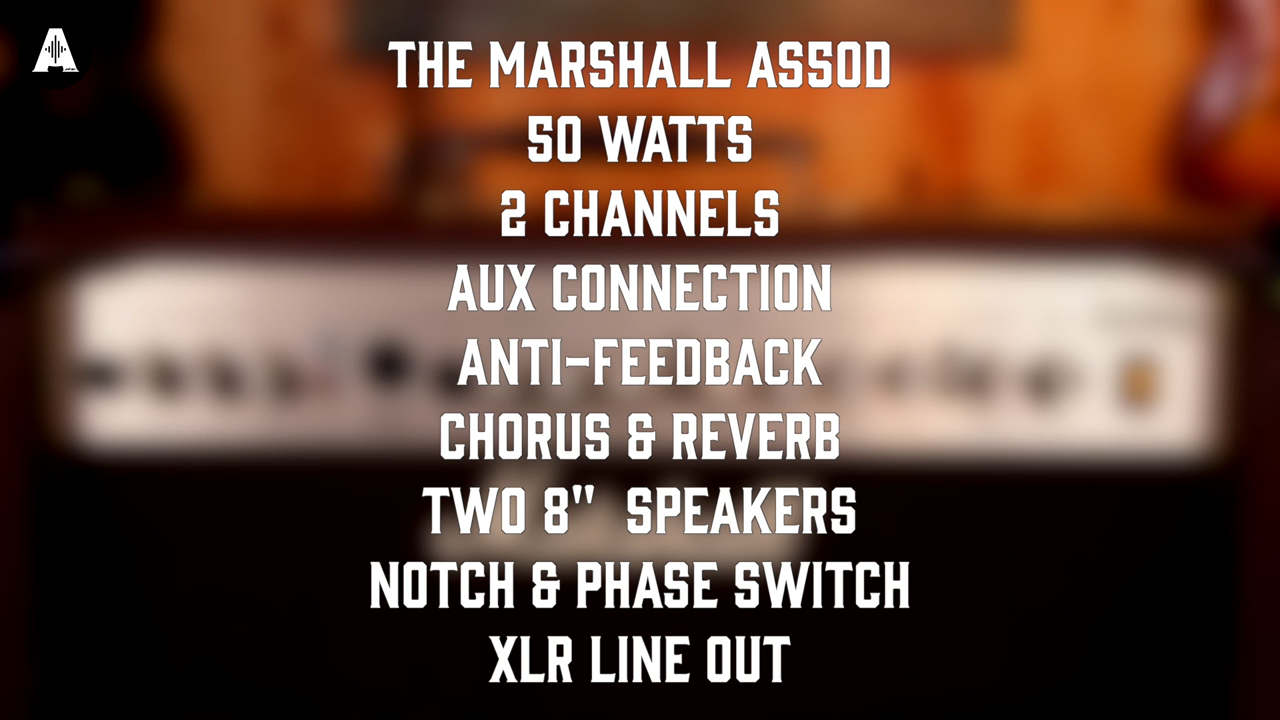 THE MARSHALL AS50D
50 WATTS
2 CHANNELS
AUX CONNECTION
ANTI-FEEDBACK
CHORUS & REVERB
TWO 8" SPEAKERS
NOTCH & PHASE SWITCH
XLR LINE OUT